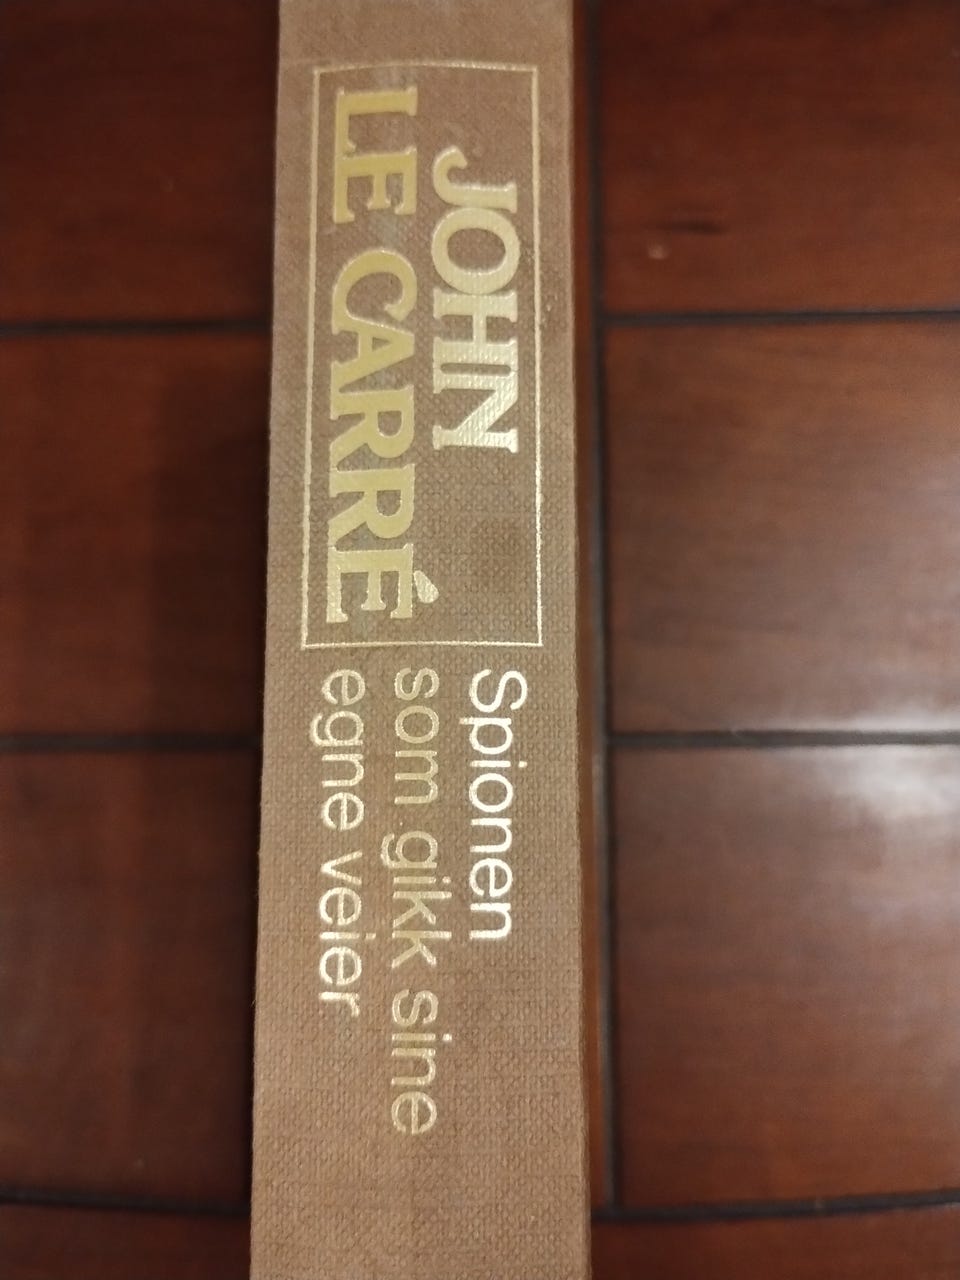 JOHN
LE CARRÉ
Spionen
som gikk sine
egne veier